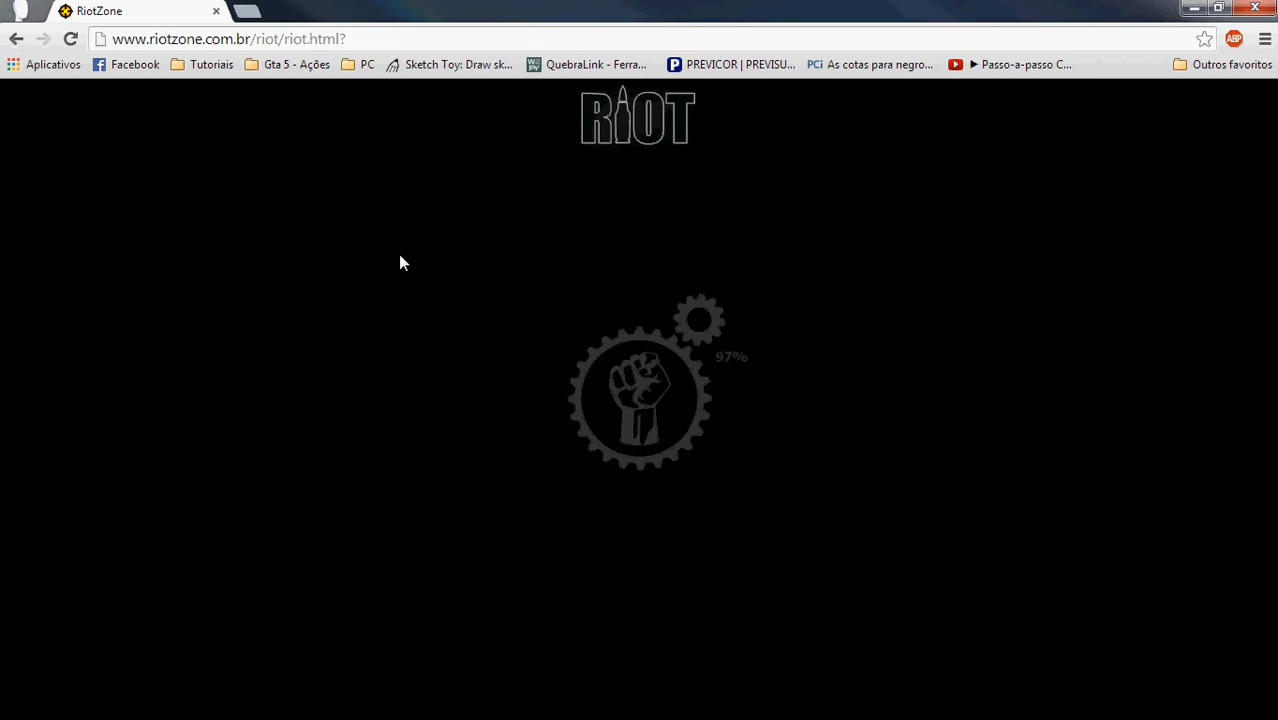 RiotZone
www.riotzone.com.br/riot/riot.html?
ABP
Aplicativos Facebook Tutoriais Gta 5 - Ações PC Sketch Toy: Draw sk... QuebraLink - Ferra... PREVICOR | PREVISU... PCi As cotas para negro... ▶ Passo-a-passo C... Outros favoritos
RIOT
97%